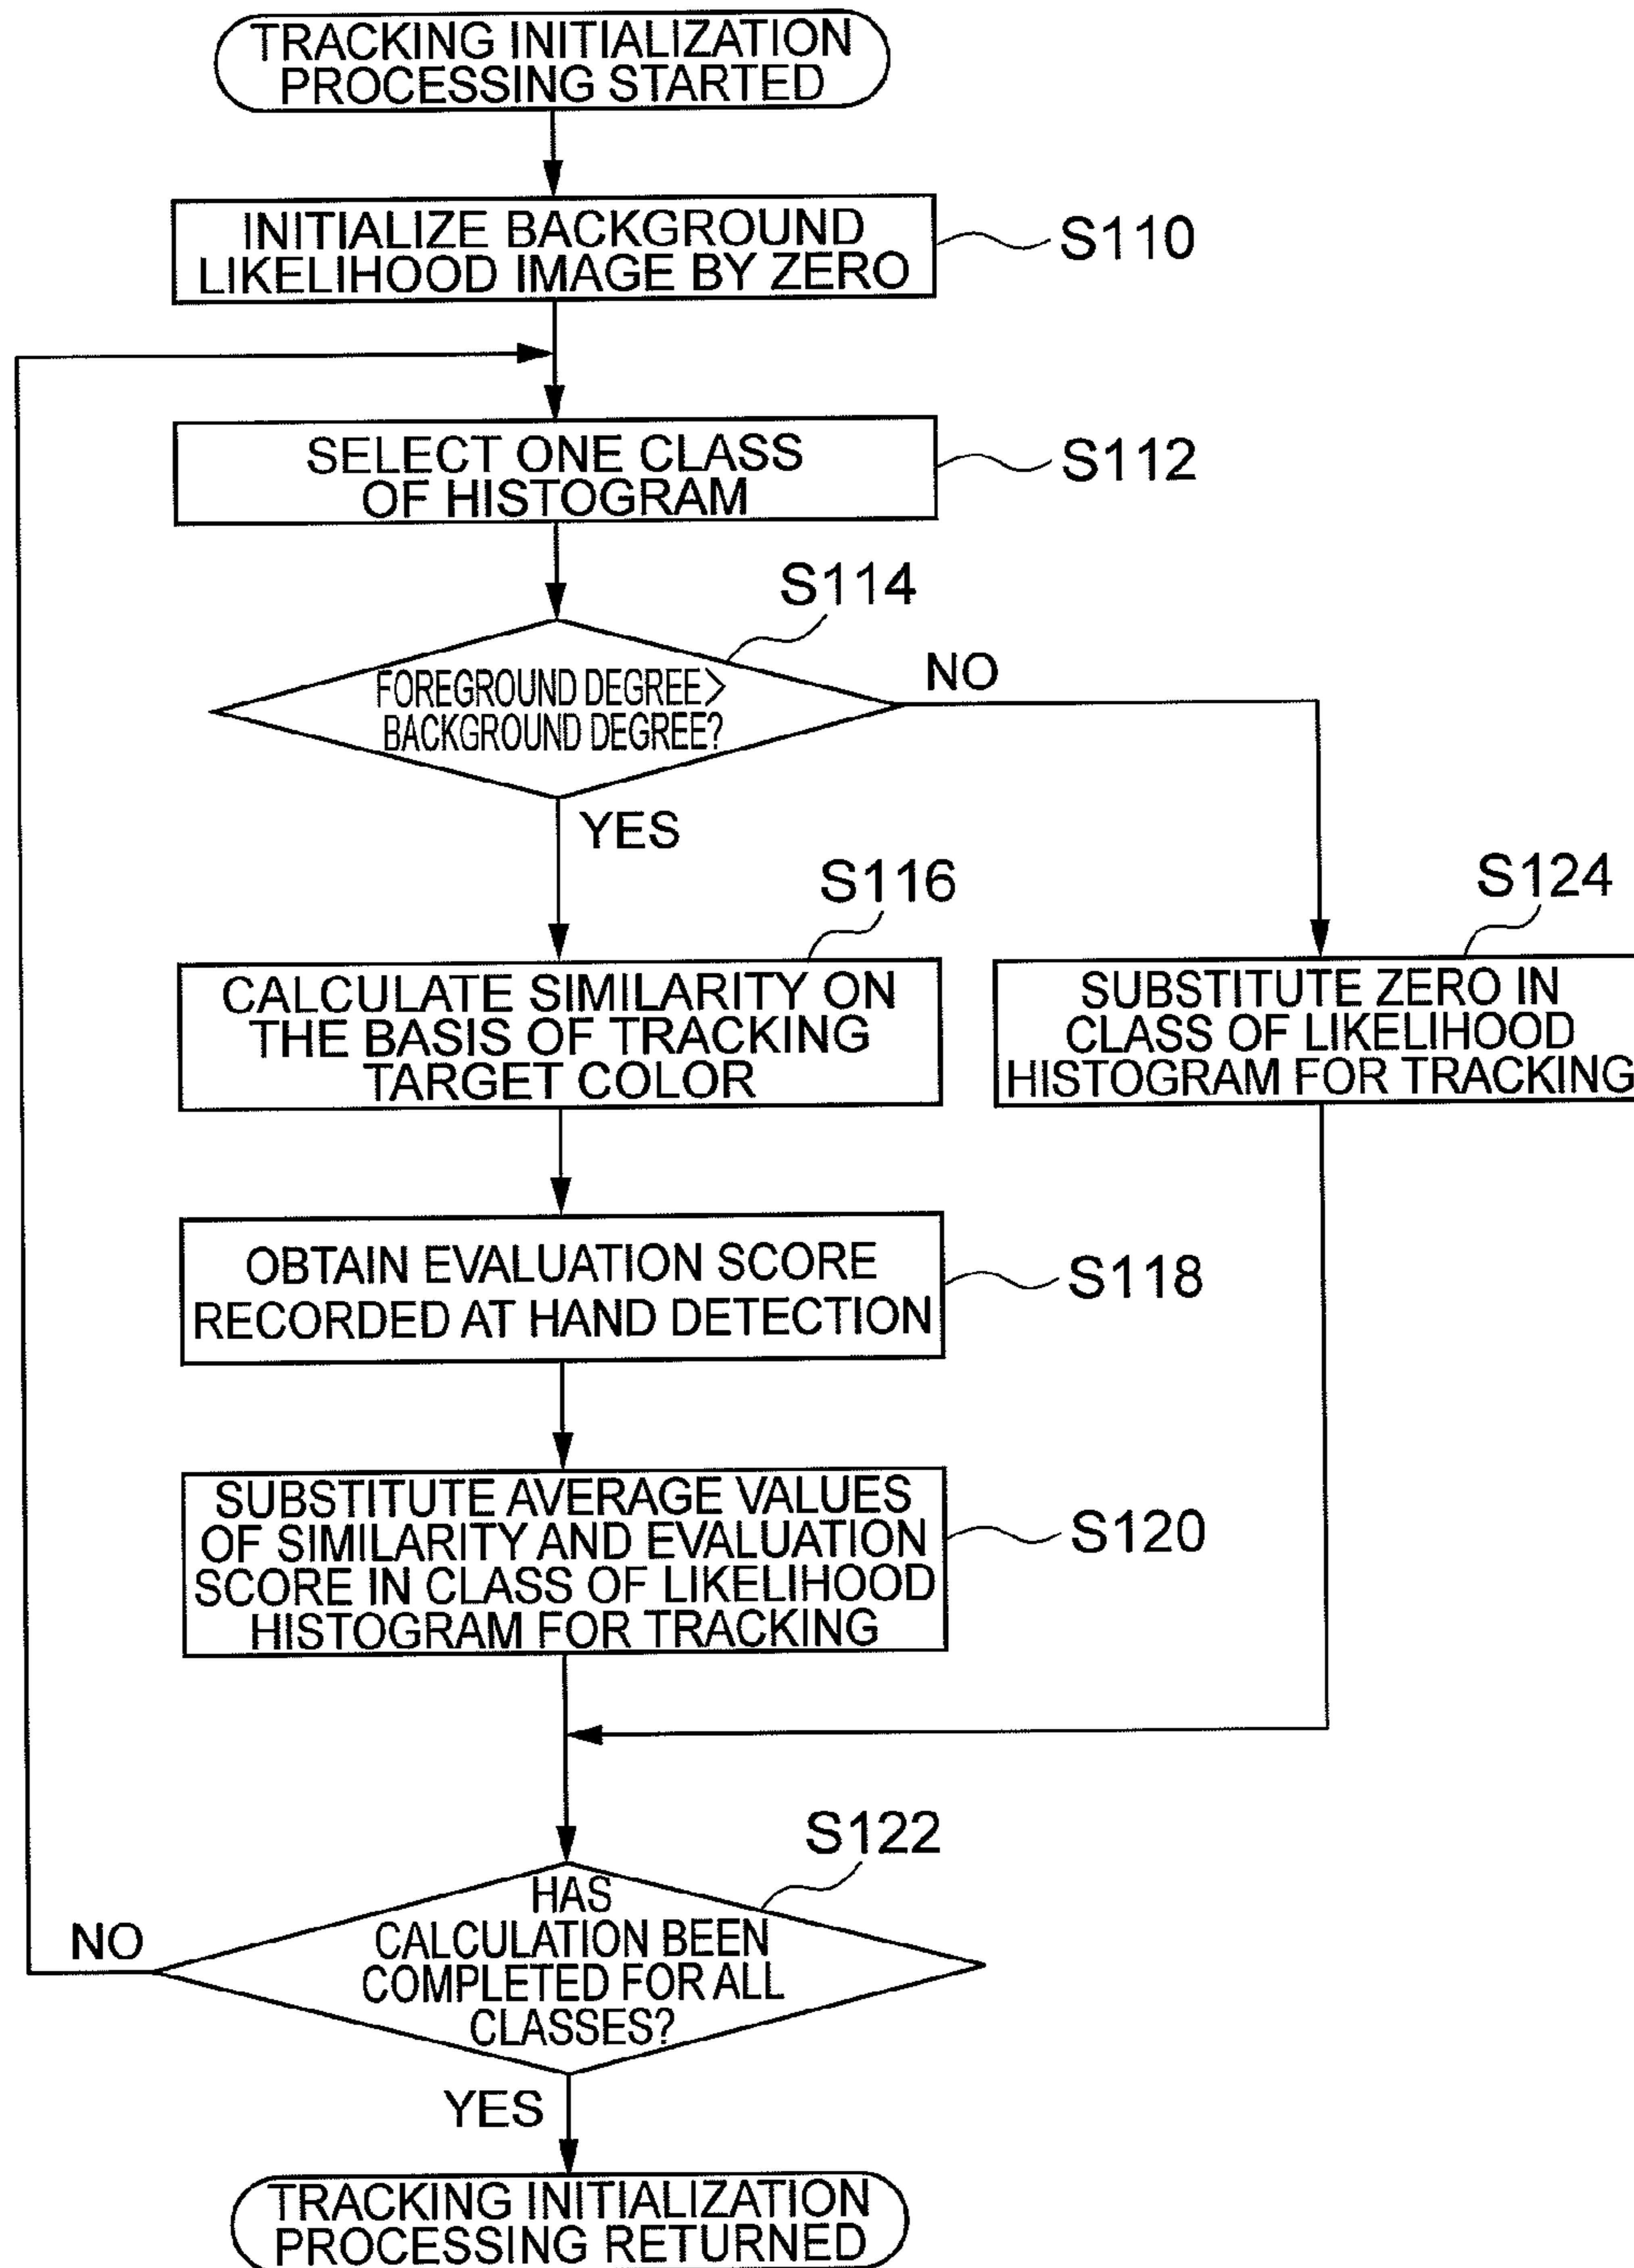 TRACKING INITIALIZATION
PROCESSING STARTED
INITIALIZE BACKGROUND
LIKELIHOOD IMAGE BY ZERO
S110
SELECT ONE CLASS
OF HISTOGRAM
S112
S114
FOREGROUND DEGREE>
BACKGROUND DEGREE?
NO
YES
S116
CALCULATE SIMILARITY ON
THE BASIS OF TRACKING
TARGET COLOR
S124
SUBSTITUTE ZERO IN
CLASS OF LIKELIHOOD
HISTOGRAM FOR TRACKING
OBTAIN EVALUATION SCORE
RECORDED AT HAND DETECTION
S118
SUBSTITUTE AVERAGE VALUES
OF SIMILARITY AND EVALUATION
SCORE IN CLASS OF LIKELIHOOD
HISTOGRAM FOR TRACKING
S120
S122
HAS
CALCULATION BEEN
COMPLETED FOR ALL
CLASSES?
NO
YES
TRACKING INITIALIZATION
PROCESSING RETURNED